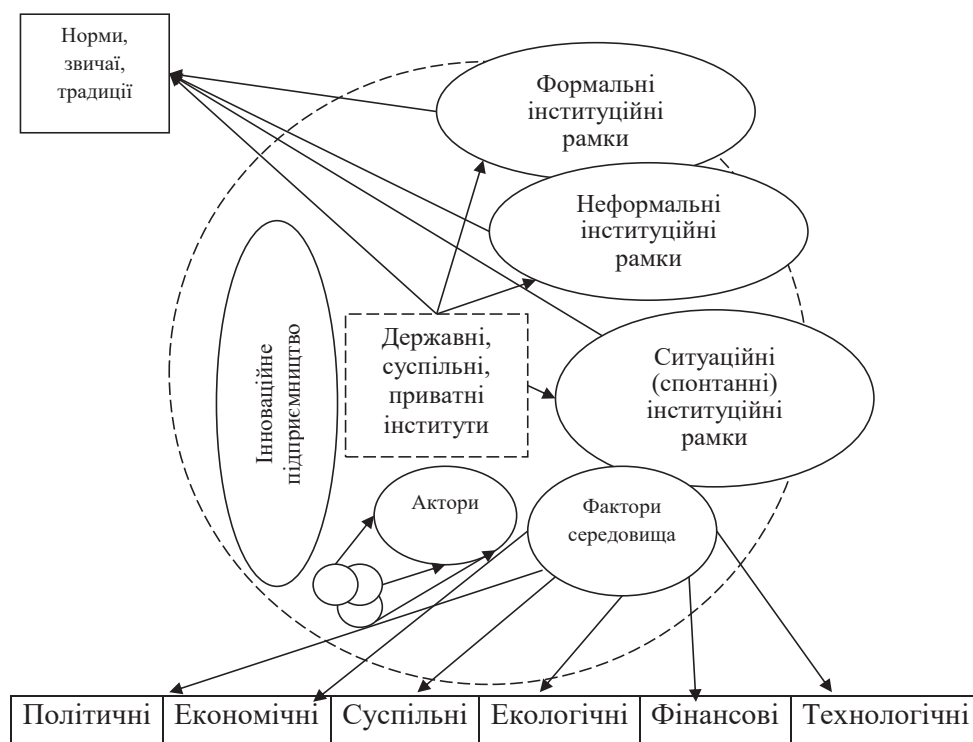 Норми,
звичаї,
традиції
Формальні
інституційні
рамки
Неформальні
інституційні
рамки
Інноваційне
підприємництво
Державні,
суспільні,
приватні
інститути
Ситуаційні
(спонтанні)
інституційні
рамки
Актори
Фактори
середовища
Політичні Економічні Суспільні Екологічні Фінансові Технологічні